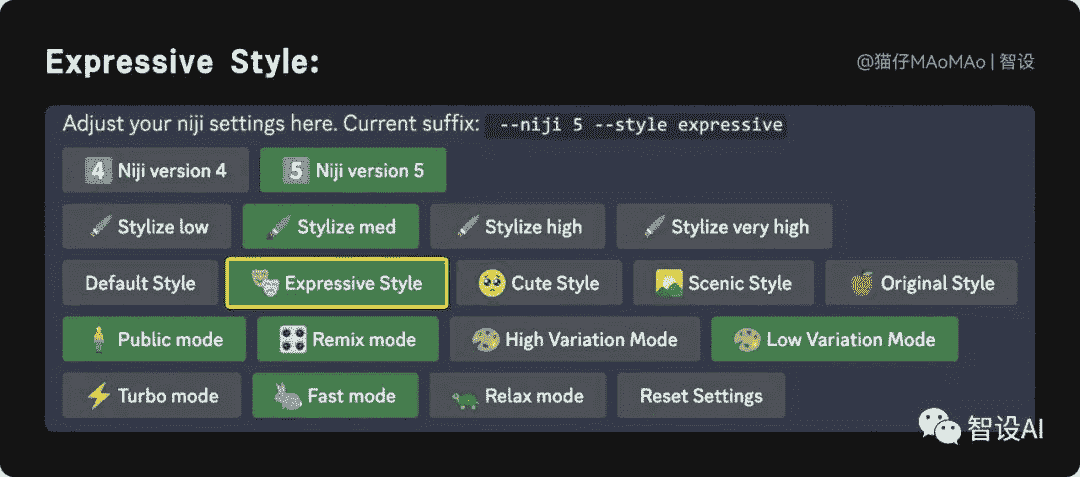 Expressive Style:
@猫仔MAoMAo | 智设
Adjust your niji settings here. Current suffix: --niji 5 --style expressive
4 Niji version 4 5 Niji version 5
Stylize low Stylize med Stylize high Stylize very high
Default Style Expressive Style Cute Style Scenic Style Original Style
Public mode Remix mode High Variation Mode Low Variation Mode
Turbo mode Fast mode Relax mode Reset Settings
智设AI